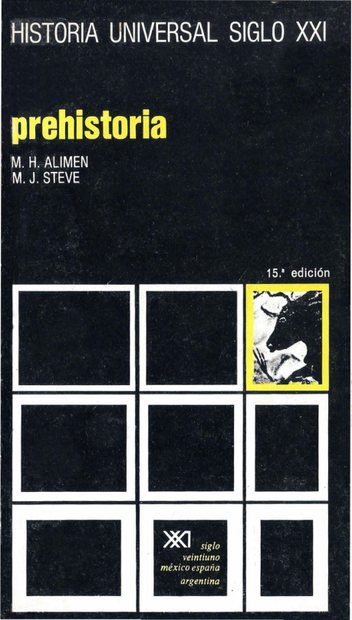 HISTORIA UNIVERSAL SIGLO XXI
prehistoria
M. H. ALIMEN
M. J. STEVE
15.ª edición
XXI siglo
veintiuno
méxico españa
argentina